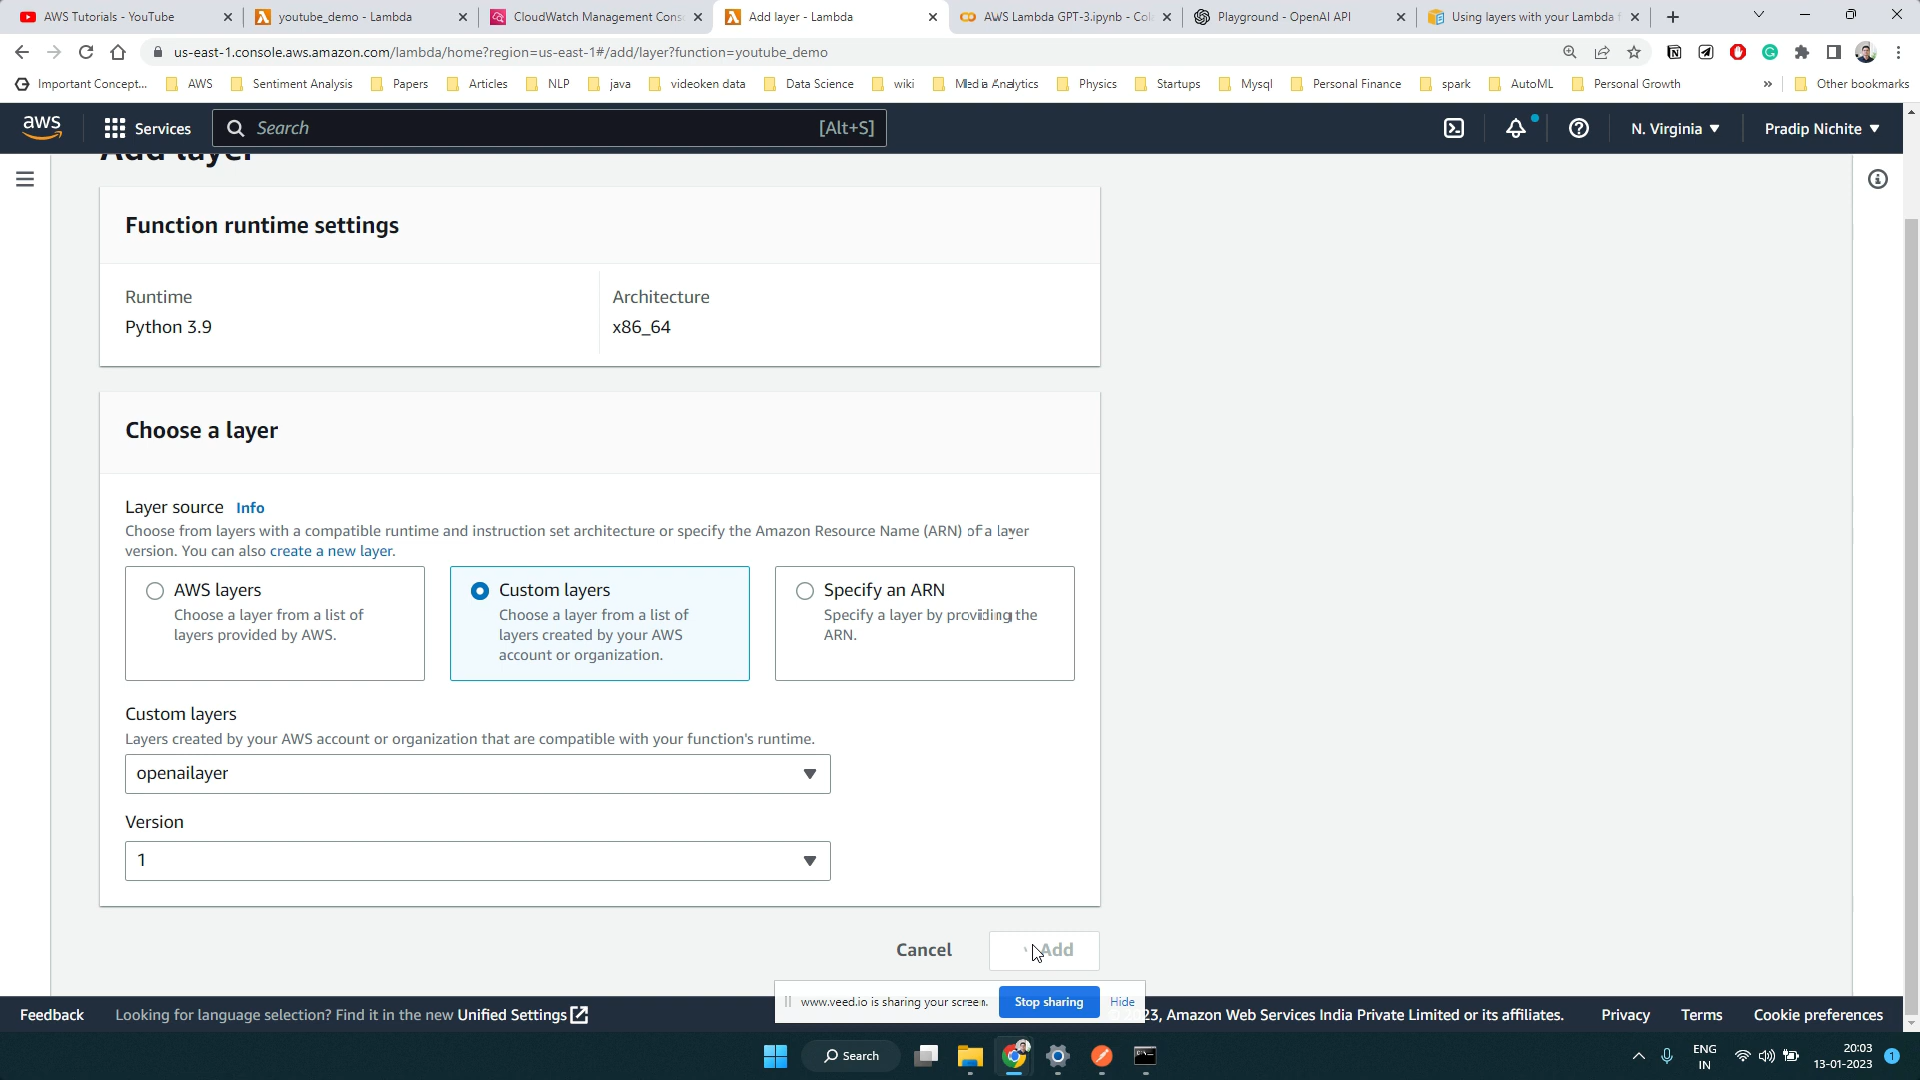 AWS Tutorials - YouTube
youtube_demo - Lambda
CloudWatch Management Cons
Add layer - Lambda
AWS Lambda GPT-3.ipynb - Col
Playground - OpenAI API
Using layers with your Lambda f
us-east-1.console.aws.amazon.com/lambda/home?region=us-east-1#/add/layer?function=youtube_demo
Important Concept...
AWS
Sentiment Analysis
Papers
Articles
NLP
java
videoken data
Data Science
wiki
Media Analytics
Physics
Startups
Mysql
Personal Finance
spark
AutoML
Personal Growth
»
Other bookmarks
aws
Services
Search
[Alt+S]
N. Virginia
Pradip Nichite
Add layer
Function runtime settings
Runtime
Architecture
Python 3.9
x86_64
Choose a layer
Layer source Info
Choose from layers with a compatible runtime and instruction set architecture or specify the Amazon Resource Name (ARN) of a layer
version. You can also create a new layer.
AWS layers
Choose a layer from a list of
layers provided by AWS.
Custom layers
Choose a layer from a list of
layers created by your AWS
account or organization.
Specify an ARN
Specify a layer by providing the
ARN.
Custom layers
Layers created by your AWS account or organization that are compatible with your function's runtime.
openailayer
Version
1
Cancel
Add
www.veed.io is sharing your screen.
Stop sharing
Hide
Feedback
Looking for language selection? Find it in the new Unified Settings
23, Amazon Web Services India Private Limited or its affiliates.
Privacy
Terms
Cookie preferences
Search
ENG
IN
20:03
13-01-2023
1